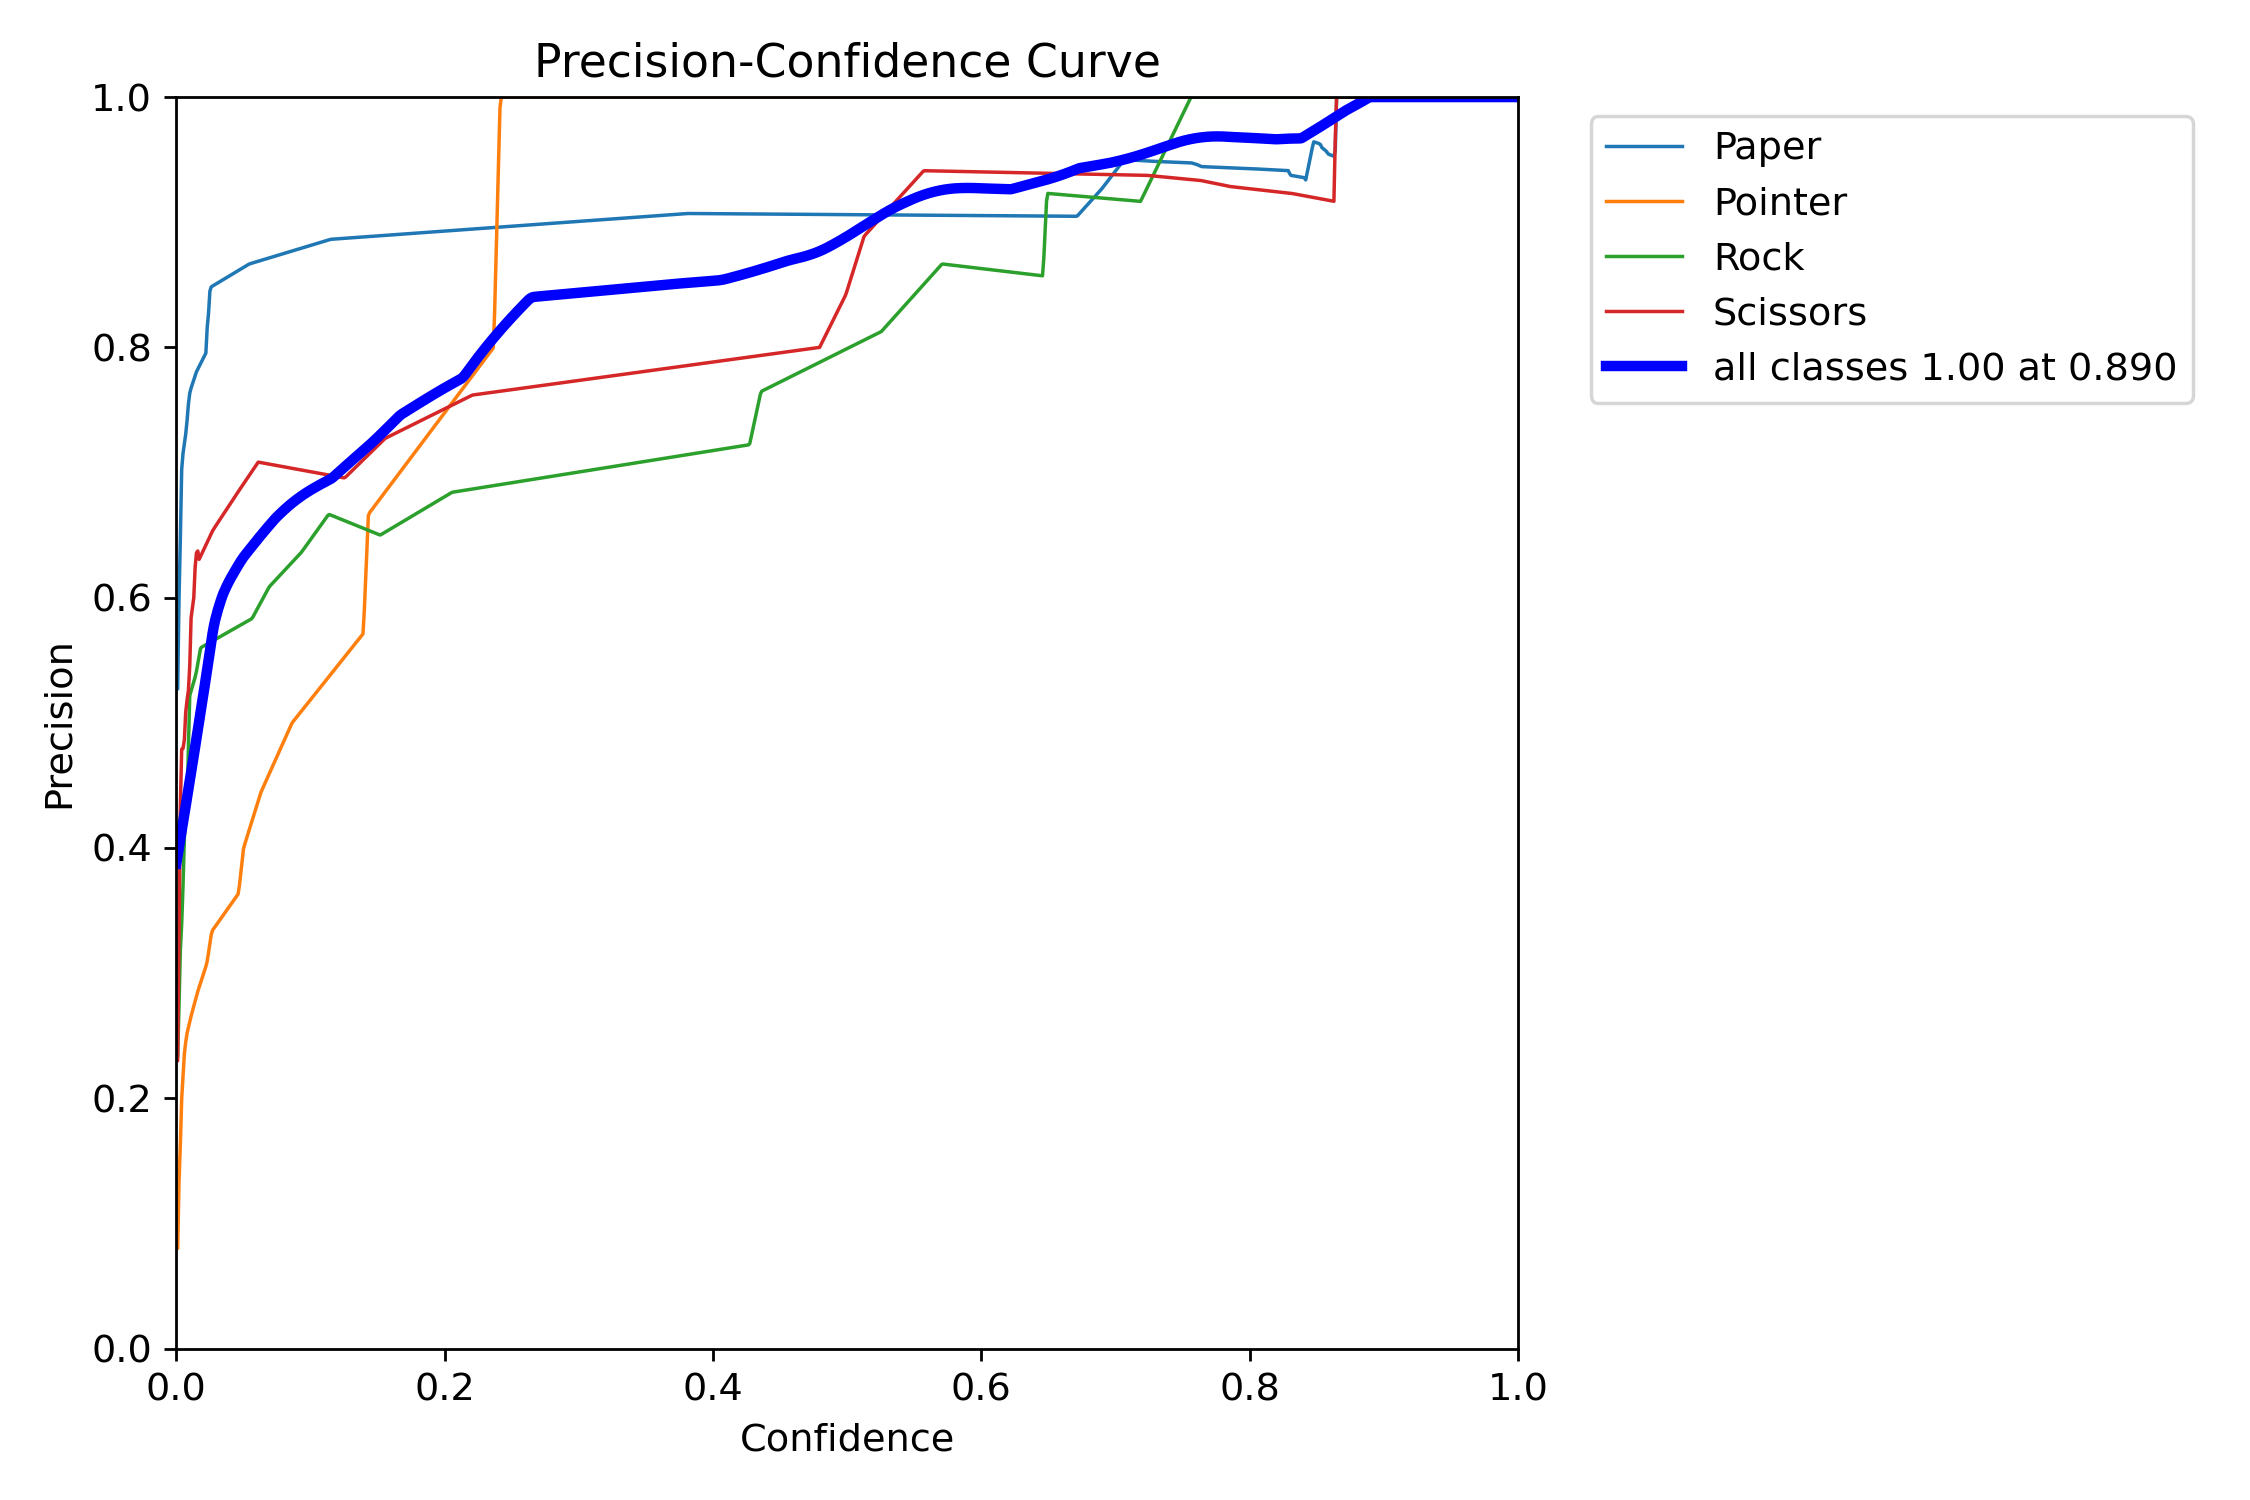 Precision-Confidence Curve
1.0
0.8
0.6
0.4
0.2
0.0
Precision
0.0 0.2 0.4 0.6 0.8 1.0
Confidence
Paper
Pointer
Rock
Scissors
all classes 1.00 at 0.890